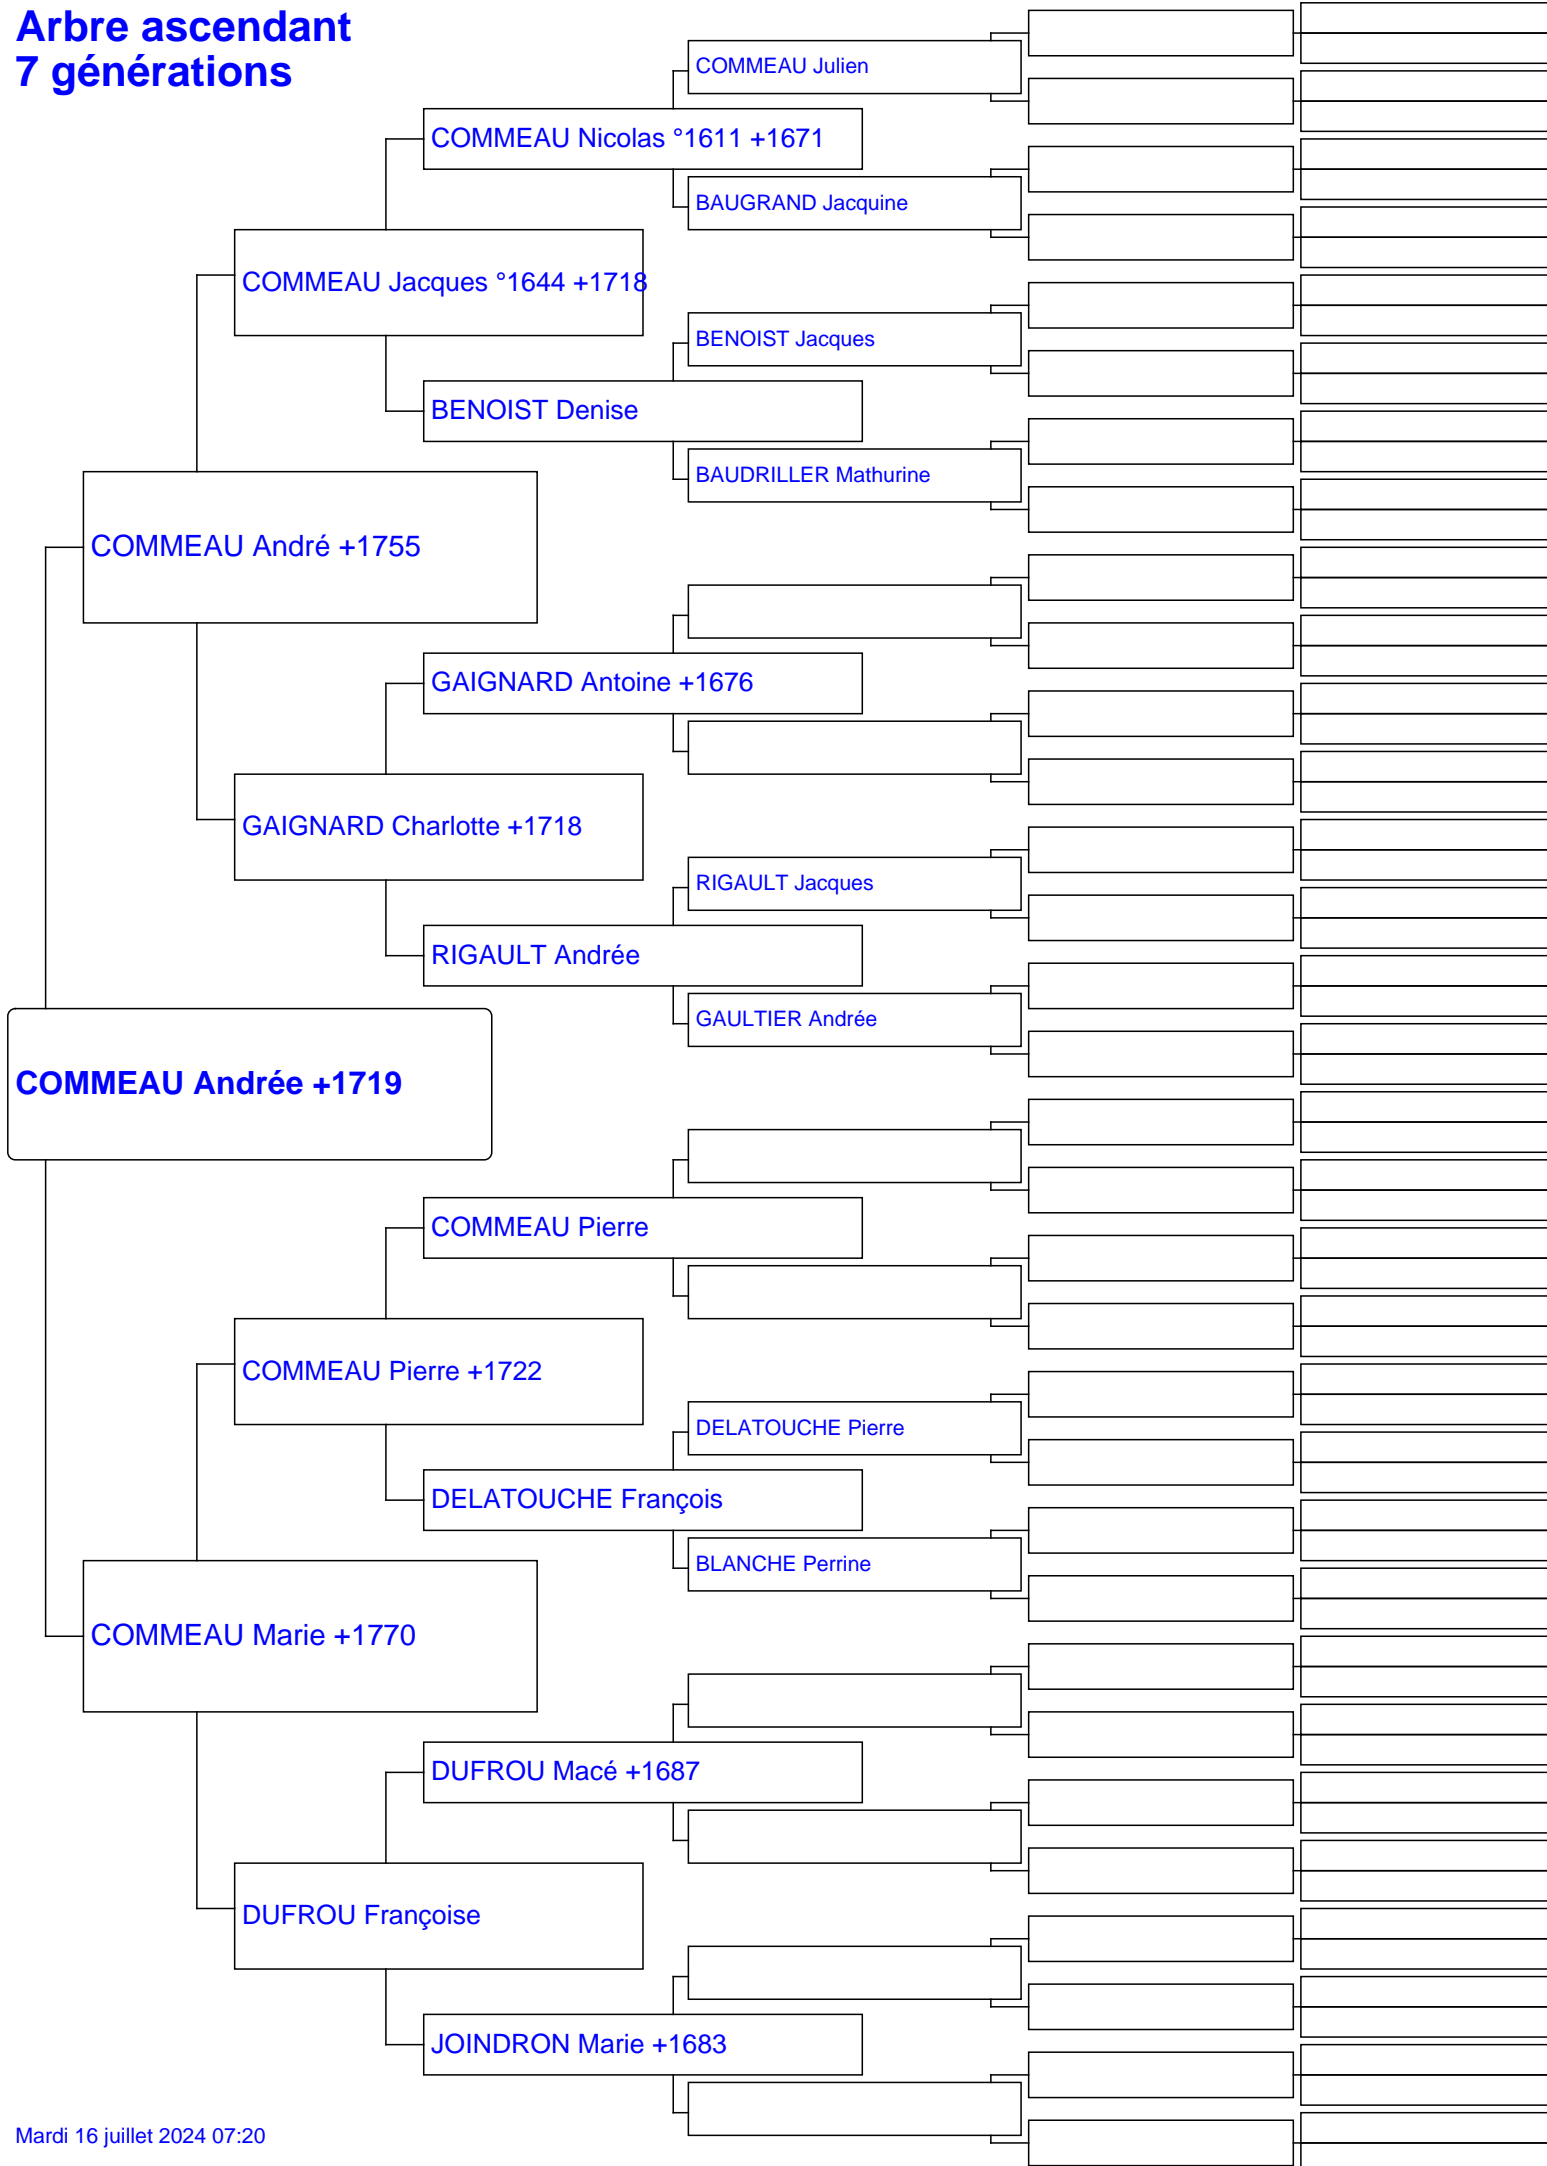 Arbre ascendant
7 générations
COMMEAU Julien
COMMEAU Nicolas °1611 +1671
BAUGRAND Jacquine
COMMEAU Jacques °1644 +1718
BENOIST Jacques
BENOIST Denise
BAUDRILLER Mathurine
COMMEAU André +1755
GAIGNARD Antoine +1676
GAIGNARD Charlotte +1718
RIGAULT Jacques
RIGAULT Andrée
GAULTIER Andrée
COMMEAU Andrée +1719
COMMEAU Pierre
COMMEAU Pierre +1722
DELATOUCHE Pierre
DELATOUCHE François
BLANCHE Perrine
COMMEAU Marie +1770
DUFROU Macé +1687
DUFROU Françoise
JOINDRON Marie +1683
Mardi 16 juillet 2024 07:20